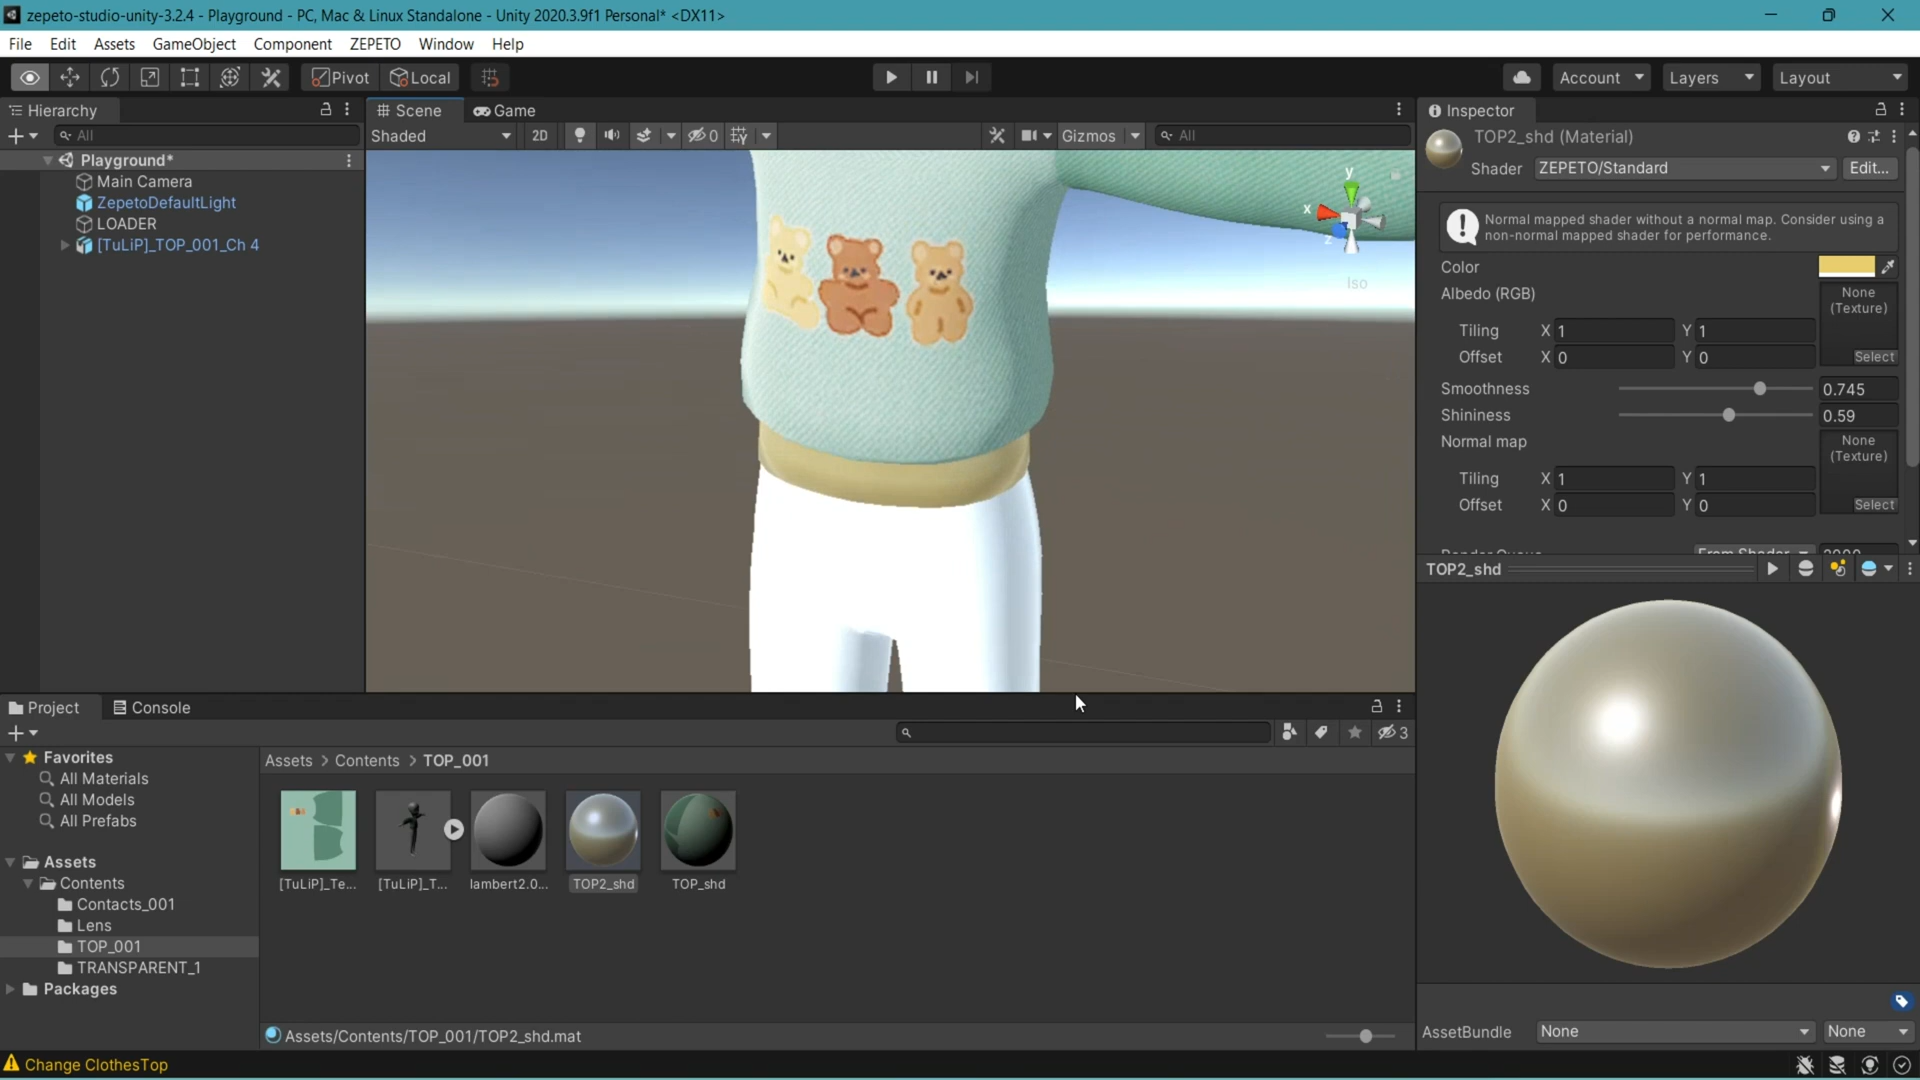 zepeto-studio-unity-3.2.4 - Playground - PC, Mac & Linux Standalone - Unity 2020.3.9f1 Personal* <DX11>
File Edit Assets GameObject Component ZEPETO Window Help
Pivot Local Account Layers Layout
Hierarchy
All
Playground*
Main Camera
ZepetoDefaultLight
LOADER
[TuLiP]_TOP_001_Ch 4
Scene Game
Shaded 2D 0 Gizmos All
y
x
z
Iso
Inspector
TOP2_shd (Material)
Shader ZEPETO/Standard Edit...
Normal mapped shader without a normal map. Consider using a
non-normal mapped shader for performance.
Color
Albedo (RGB) None
(Texture)
Tiling X 1 Y 1
Offset X 0 Y 0 Select
Smoothness 0.745
Shininess 0.59
Normal map None
(Texture)
Tiling X 1 Y 1
Offset X 0 Y 0 Select
TOP2_shd
AssetBundle None None
Project Console
3
Favorites
All Materials
All Models
All Prefabs
Assets
Contents
Contacts_001
Lens
TOP_001
TRANSPARENT_1
Packages
Assets > Contents > TOP_001
[TuLiP]_Te... [TuLiP]_T... lambert2.0... TOP2_shd TOP_shd
Assets/Contents/TOP_001/TOP2_shd.mat
Change ClothesTop